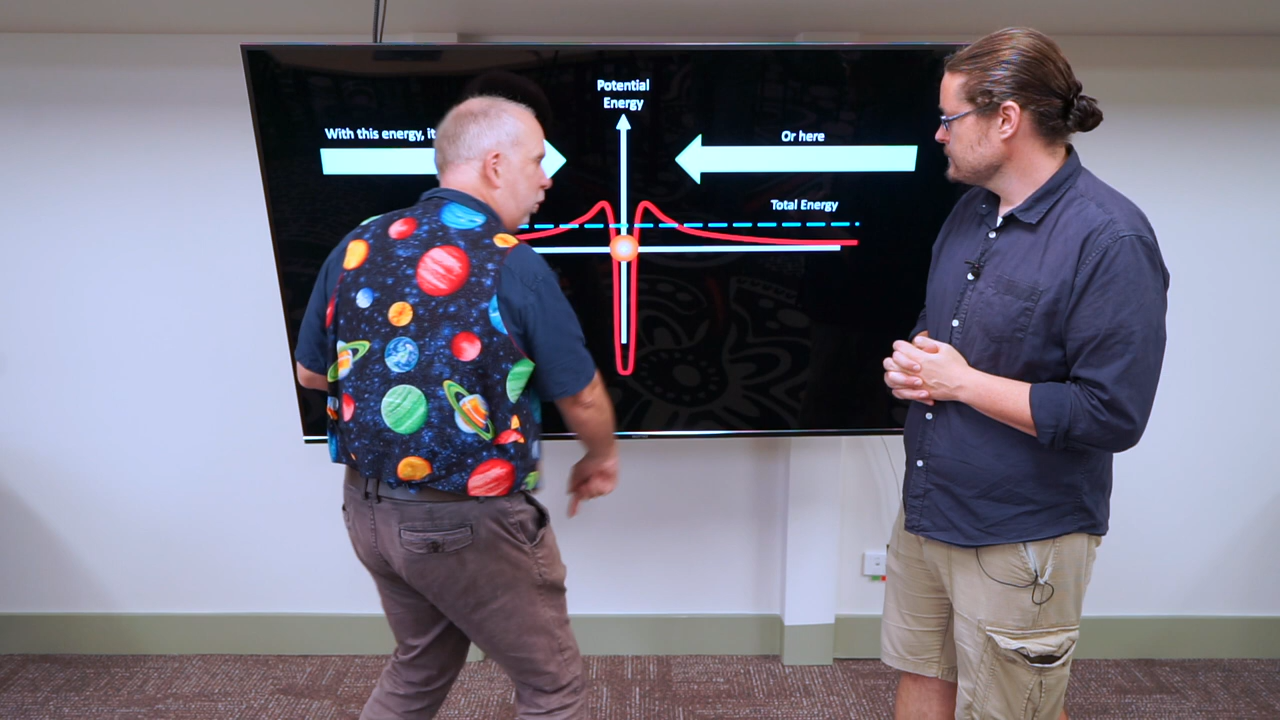 Potential
Energy
With this energy, it
Or here
Total Energy